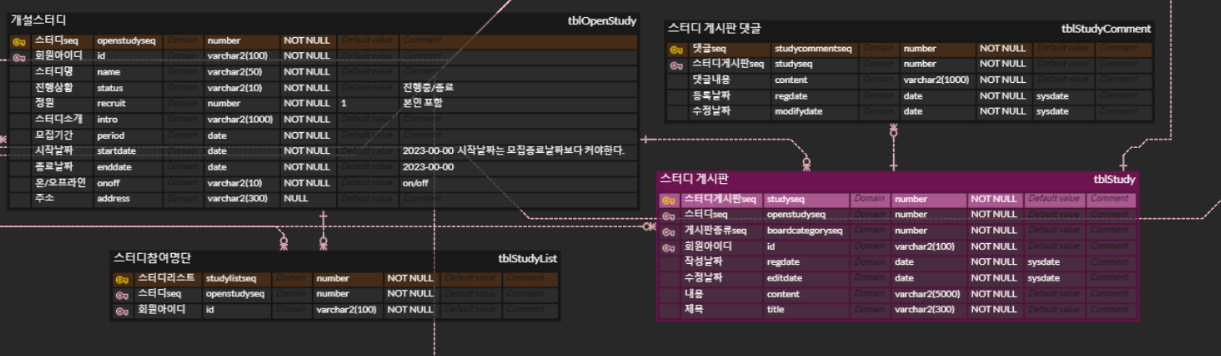 개설스터디 tblOpenStudy
스터디seq openstudyseq Domain number NOT NULL Default value Comment
회원아이디 id Domain varchar2(100) NOT NULL Default value Comment
스터디명 name Domain varchar2(50) NOT NULL Default value Comment
진행상황 status Domain varchar2(10) NOT NULL Default value 진행중/종료
정원 recruit Domain number NOT NULL 1 본인 포함
스터디소개 intro Domain varchar2(1000) NOT NULL Default value Comment
모집기간 period Domain date NOT NULL Default value Comment
시작날짜 startdate Domain date NOT NULL Default value 2023-00-00 시작날짜는 모집종료날짜보다 커야한다.
종료날짜 enddate Domain date NOT NULL Default value 2023-00-00
온/오프라인 onoff Domain varchar2(10) NOT NULL Default value on/off
주소 address Domain varchar2(300) NULL Default value Comment
스터디 게시판 댓글 tblStudyComment
댓글seq studycommentseq Domain number NOT NULL Default value Comment
스터디게시판seq studyseq Domain number NOT NULL Default value Comment
댓글내용 content Domain varchar2(1000) NOT NULL Default value Comment
등록날짜 regdate Domain date NOT NULL sysdate Comment
수정날짜 modifydate Domain date NOT NULL sysdate Comment
스터디 게시판 tblStudy
스터디게시판seq studyseq Domain number NOT NULL Default value Comment
스터디seq openstudyseq Domain number NOT NULL Default value Comment
게시판종류seq boardcategoryseq Domain number NOT NULL Default value Comment
회원아이디 id Domain varchar2(100) NOT NULL Default value Comment
작성날짜 regdate Domain date NOT NULL sysdate Comment
수정날짜 editdate Domain date NOT NULL sysdate Comment
내용 content Domain varchar2(5000) NOT NULL Default value Comment
제목 title Domain varchar2(300) NOT NULL Default value Comment
스터디참여명단 tblStudyList
스터디리스트 studylistseq Domain number NOT NULL Default value Comment
스터디seq openstudyseq Domain number NOT NULL Default value Comment
회원아이디 id Domain varchar2(100) NOT NULL Default value Comment